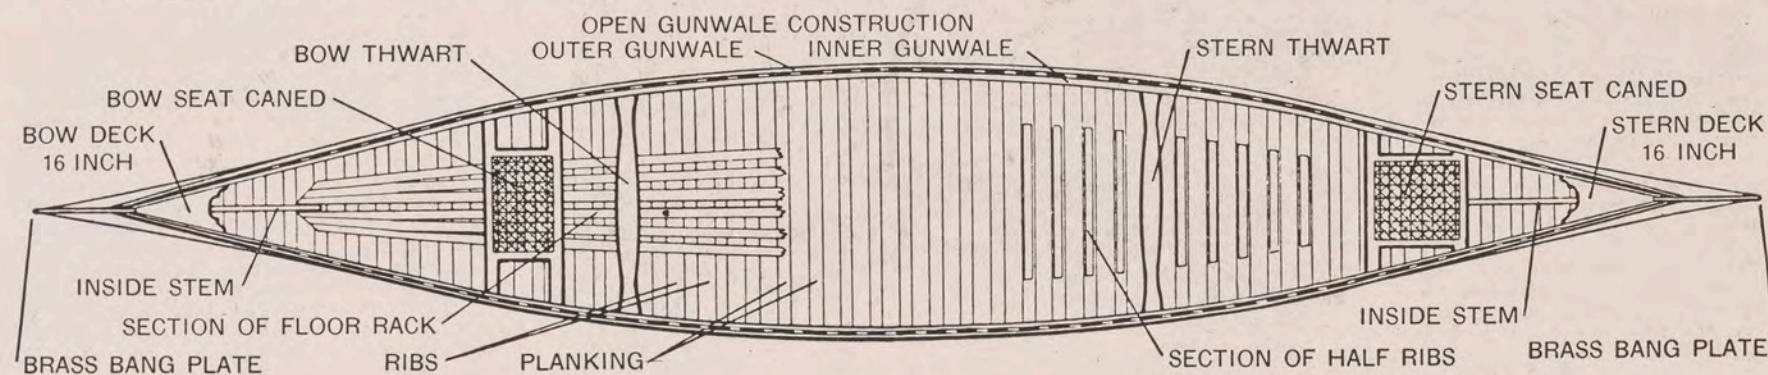 OPEN GUNWALE CONSTRUCTION
OUTER GUNWALE
INNER GUNWALE
BOW THWART
STERN THWART
BOW SEAT CANED
STERN SEAT CANED
BOW DECK
16 INCH
STERN DECK
16 INCH
INSIDE STEM
INSIDE STEM
SECTION OF FLOOR RACK
BRASS BANG PLATE
RIBS
PLANKING
SECTION OF HALF RIBS
BRASS BANG PLATE